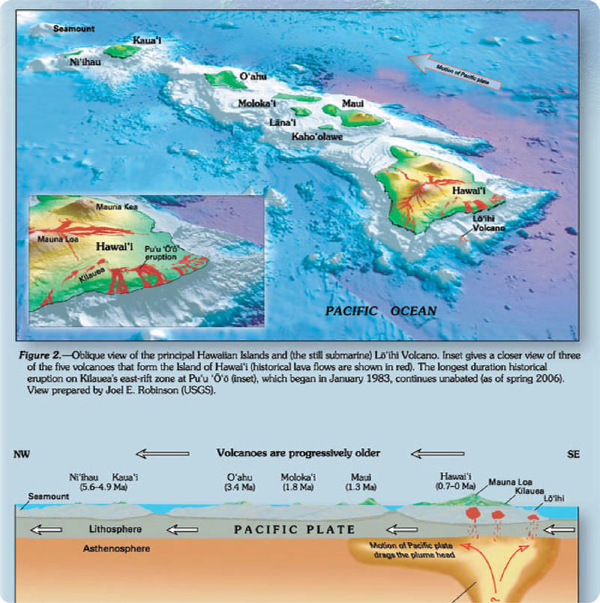 Seamount
Kaua'i
Ni'ihau
O'ahu
Motion of Pacific plate
Moloka'i
Maui
Lāna'i
Kaho'olawe
Hawai'i
Lō'ihi
Volcano
Mauna Kea
Mauna Loa
Hawai'i
Pu'u 'Ō'ō
eruption
Kīlauea
PACIFIC OCEAN
Figure 2.—Oblique view of the principal Hawaiian Islands and (the still submarine) Lō'ihi Volcano. Inset gives a closer view of three
of the five volcanoes that form the Island of Hawai'i (historical lava flows are shown in red). The longest duration historical
eruption on Kīlauea's east-rift zone at Pu'u 'Ō'ō (inset), which began in January 1983, continues unabated (as of spring 2006).
View prepared by Joel E. Robinson (USGS).
NW
Volcanoes are progressively older
SE
Ni'ihau Kaua'i
(5.6–4.9 Ma)
O'ahu
(3.4 Ma)
Moloka'i
(1.8 Ma)
Maui
(1.3 Ma)
Hawai'i
(0.7–0 Ma)
Mauna Loa
Kilauea
Lō'ihi
Seamount
Lithosphere
PACIFIC PLATE
Asthenosphere
Motion of Pacific plate
drags the plume head
?